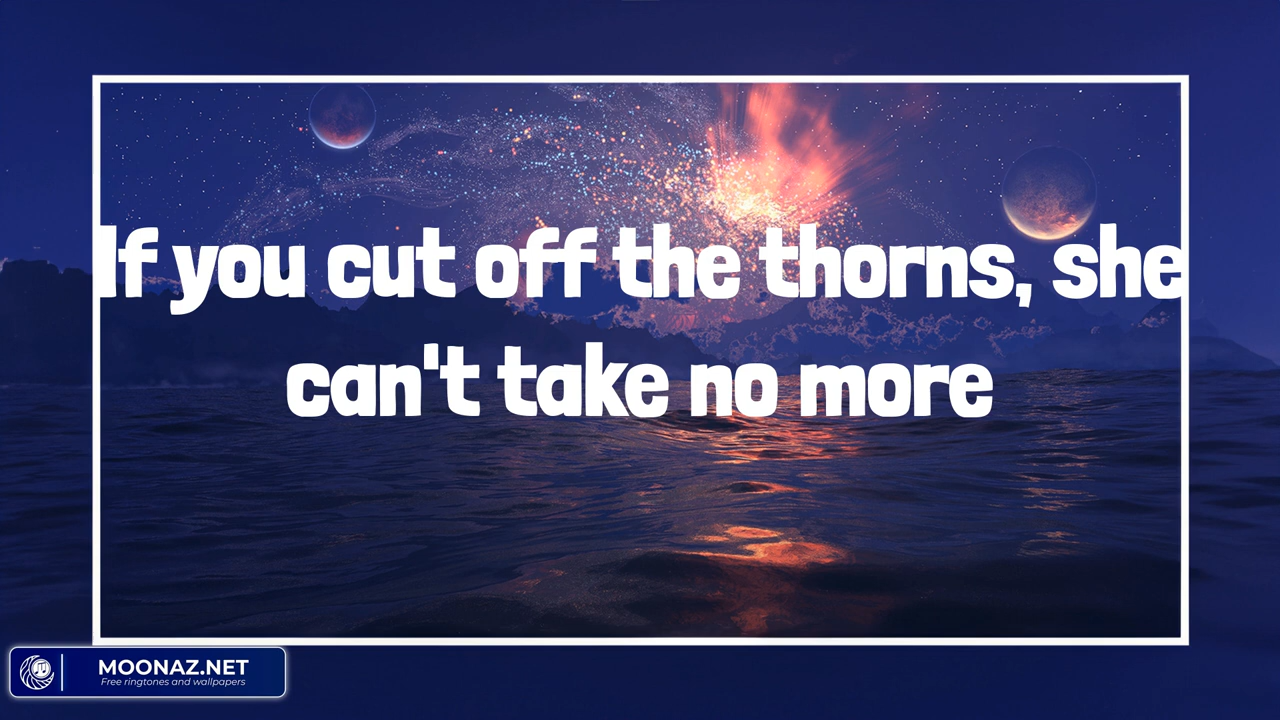 If you cut off the thorns, she
can't take no more
MOONAZ.NET
Free ringtones and wallpapers